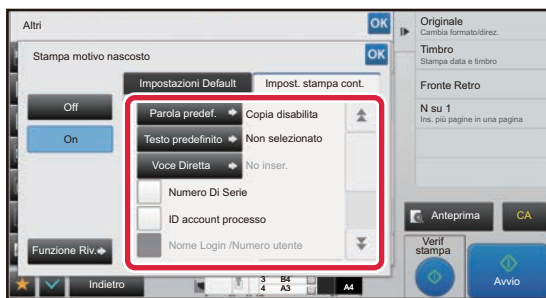 Altri
OK
Stampa motivo nascosto
OK
Impostazioni Default
Impost. stampa cont.
Off
On
Parola predef.
Copia disabilita
Testo predefinito
Non selezionato
Voce Diretta
No inser.
Numero Di Serie
ID account processo
Nome Login /Numero utente
Funzione Riv.
Indietro
3 B4
4 A3
A4
Originale
Cambia formato/direz.
Timbro
Stampa data e timbro
Fronte Retro
N su 1
Ins. più pagine in una pagina
Anteprima
CA
Verif
stampa
Avvio